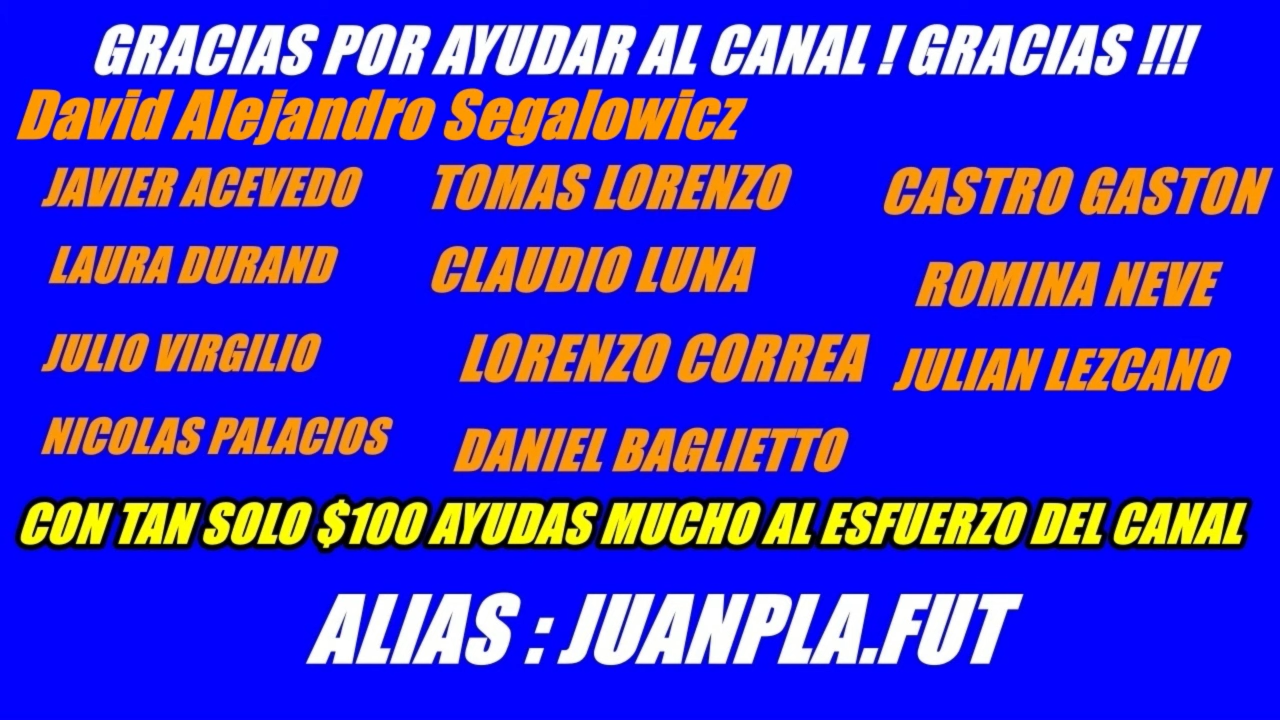 GRACIAS POR AYUDAR AL CANAL ! GRACIAS !!!
David Alejandro Segalowicz
JAVIER ACEVEDO TOMAS LORENZO CASTRO GASTON
LAURA DURAND CLAUDIO LUNA ROMINA NEVE
JULIO VIRGILIO LORENZO CORREA JULIAN LEZCANO
NICOLAS PALACIOS DANIEL BAGLIETTO
CON TAN SOLO $100 AYUDAS MUCHO AL ESFUERZO DEL CANAL
ALIAS : JUANPLA.FUT